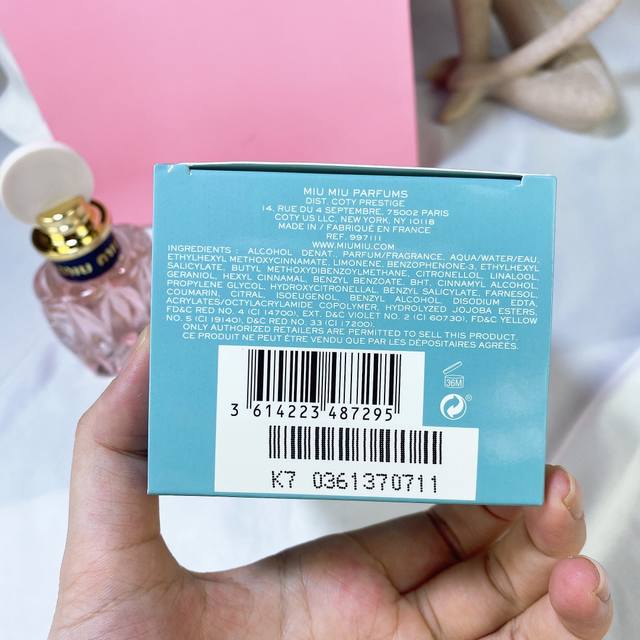 MIU MIU PARFUMS
DIST. COTY PRESTIGE
14, RUE DU 4 SEPTEMBRE, 75002 PARIS
COTY US LLC, NEW YORK, NY 10118
MADE IN / FABRIQUÉ EN FRANCE
REF. 997111
WWW.MIUMIU.COM
INGREDIENTS : ALCOHOL DENAT., PARFUM/FRAGRANCE, AQUA/WATER/EAU,
ETHYLHEXYL METHOXYCINNAMATE, LIMONENE, BENZOPHENONE-3, ETHYLHEXYL
SALICYLATE, BUTYL METHOXYDIBENZOYLMETHANE, CITRONELLOL, LINALOOL,
GERANIOL, HEXYL CINNAMAL, BENZYL BENZOATE, BHT, CINNAMYL ALCOHOL,
PROPYLENE GLYCOL, HYDROXYCITRONELLAL, BENZYL SALICYLATE, FARNESOL,
COUMARIN, CITRAL, ISOEUGENOL, BENZYL ALCOHOL, DISODIUM EDTA,
ACRYLATES/OCTYLACRYLAMIDE COPOLYMER, HYDROLYZED JOJOBA ESTERS,
FD&C RED NO. 4 (CI 14700), EXT. D&C VIOLET NO. 2 (CI 60730), FD&C YELLOW
NO. 5 (CI 19140), D&C RED NO. 33 (CI 17200).
ONLY AUTHORIZED RETAILERS ARE PERMITTED TO SELL THIS PRODUCT.
CE PRODUIT NE PEUT ÊTRE VENDU QUE PAR LES DÉPOSITAIRES AGRÉÉS.
36M
3 614223 487295
K7 0361370711
MIU MIU